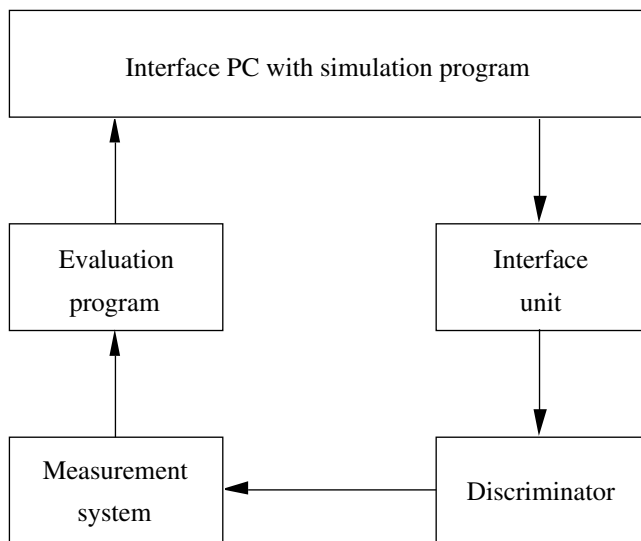 Interface PC with simulation program
Evaluation
program
Interface
unit
Measurement
system
Discriminator